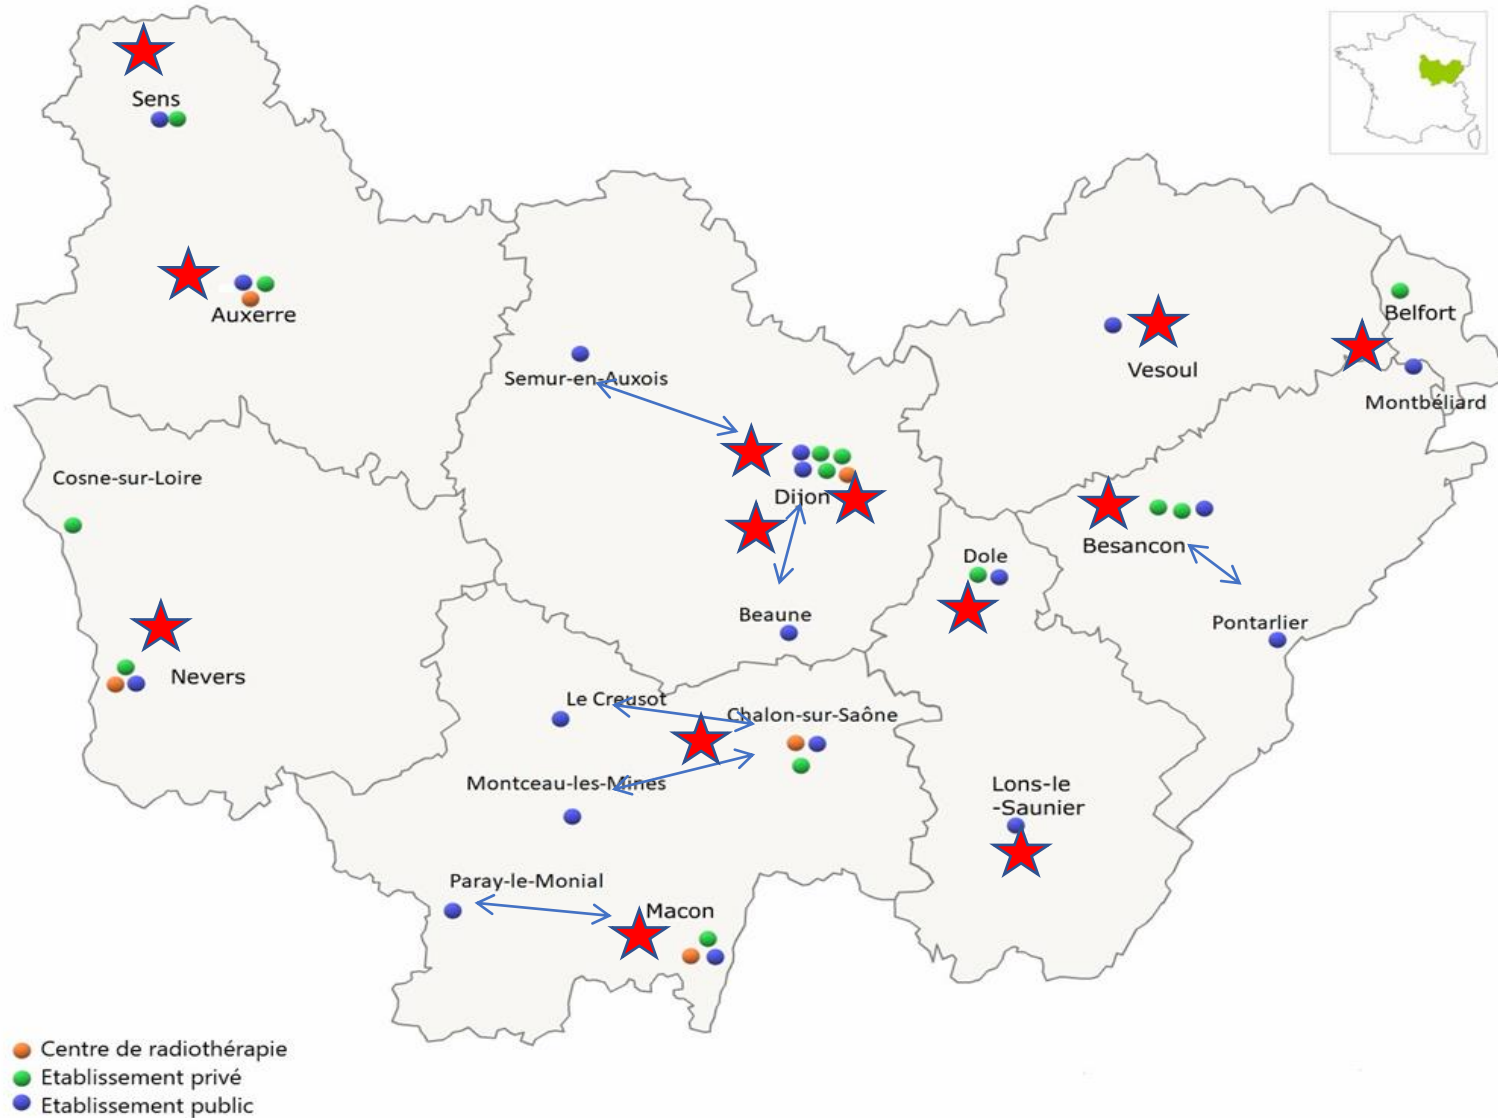 Sens
Auxerre
Semur-en-Auxois
Belfort
Vesoul
Montbéliard
Cosne-sur-Loire
Dijon
Besancon
Dole
Beaune
Pontarlier
Nevers
Le Creusot
Chalon-sur-Saône
Montceau-les-Mines
Lons-le
-Saunier
Paray-le-Monial
Macon
Centre de radiothérapie
Etablissement privé
Etablissement public